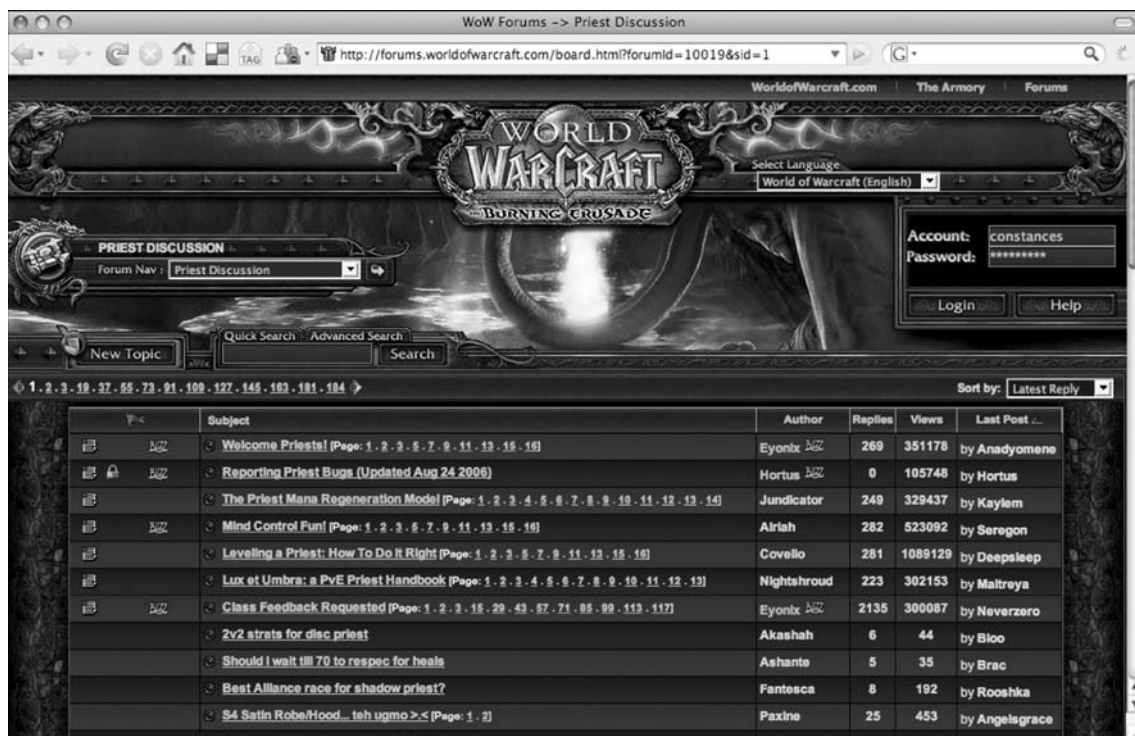 WoW Forums -> Priest Discussion
TAG http://forums.worldofwarcraft.com/board.html?forumId=10019&sid=1 G
WorldofWarcraft.com The Armory Forums
WORLD
WARCRAFT
BURNING CRUSADE
Select Language
World of Warcraft (English)
PRIEST DISCUSSION
Forum Nav : Priest Discussion
Account: constances
Password: *********
Login Help
Quick Search Advanced Search
New Topic Search
1 . 2 . 3 . 19 . 37 . 55 . 73 . 91 . 109 . 127 . 145 . 163 . 181 . 184 Sort by: Latest Reply
Subject Author Replies Views Last Post
Welcome Priests! [Page: 1 . 2 . 3 . 5 . 7 . 9 . 11 . 13 . 15 . 16] Eyonix 269 351178 by Anadyomene
Reporting Priest Bugs (Updated Aug 24 2006) Hortus 0 105748 by Hortus
The Priest Mana Regeneration Model [Page: 1 . 2 . 3 . 4 . 5 . 6 . 7 . 8 . 9 . 10 . 11 . 12 . 13 . 14] Jundicator 249 329437 by Kaylem
Mind Control Fun! [Page: 1 . 2 . 3 . 5 . 7 . 9 . 11 . 13 . 15 . 16] Alriah 282 523092 by Seregon
Leveling a Priest: How To Do It Right [Page: 1 . 2 . 3 . 5 . 7 . 9 . 11 . 13 . 15 . 16] Covello 281 1089129 by Deepsleep
Lux et Umbra: a PvE Priest Handbook [Page: 1 . 2 . 3 . 4 . 5 . 6 . 7 . 8 . 9 . 10 . 11 . 12 . 13] Nightshroud 223 302153 by Maitreya
Class Feedback Requested [Page: 1 . 2 . 3 . 15 . 29 . 43 . 57 . 71 . 85 . 99 . 113 . 117] Eyonix 2135 300087 by Neverzero
2v2 strats for disc priest Akashah 6 44 by Bloo
Should I wait till 70 to respec for heals Ashante 5 35 by Brac
Best Alliance race for shadow priest? Fantesca 8 192 by Rooshka
S4 Satin Robe/Hood... teh ugmo >.< [Page: 1 . 2] Paxine 25 453 by Angelsgrace